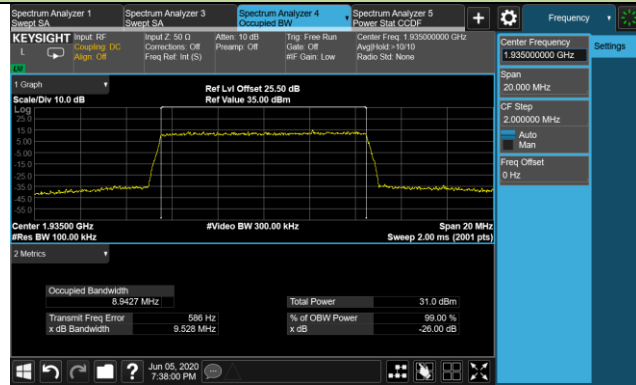 Spectrum Analyzer 1
Swept SA
Spectrum Analyzer 3
Swept SA
Spectrum Analyzer 4
Occupied BW
Spectrum Analyzer 5
Power Stat CCDF
+
Frequency
KEYSIGHT
L
LXI
Input: RF
Coupling: DC
Align: Off
Input Z: 50 Ω
Corrections: Off
Freq Ref: Int (S)
Atten: 10 dB
Preamp: Off
Trig: Free Run
Gate: Off
#IF Gain: Low
Center Freq: 1.935000000 GHz
Avg|Hold:>10/10
Radio Std: None
Center Frequency
1.935000000 GHz
Settings
Span
20.000 MHz
CF Step
2.000000 MHz
Auto
Man
Freq Offset
0 Hz
1 Graph
Scale/Div 10.0 dB
Ref Lvl Offset 25.50 dB
Ref Value 35.00 dBm
Log
25.0
15.0
5.00
-5.00
-15.0
-25.0
-35.0
-45.0
-55.0
Center 1.93500 GHz
#Video BW 300.00 kHz
Span 20 MHz
#Res BW 100.00 kHz
Sweep 2.00 ms (2001 pts)
2 Metrics
Occupied Bandwidth
8.9427 MHz
Total Power
31.0 dBm
Transmit Freq Error
586 Hz
% of OBW Power
99.00 %
x dB Bandwidth
9.528 MHz
x dB
-26.00 dB
?
Jun 05, 2020
7:38:00 PM